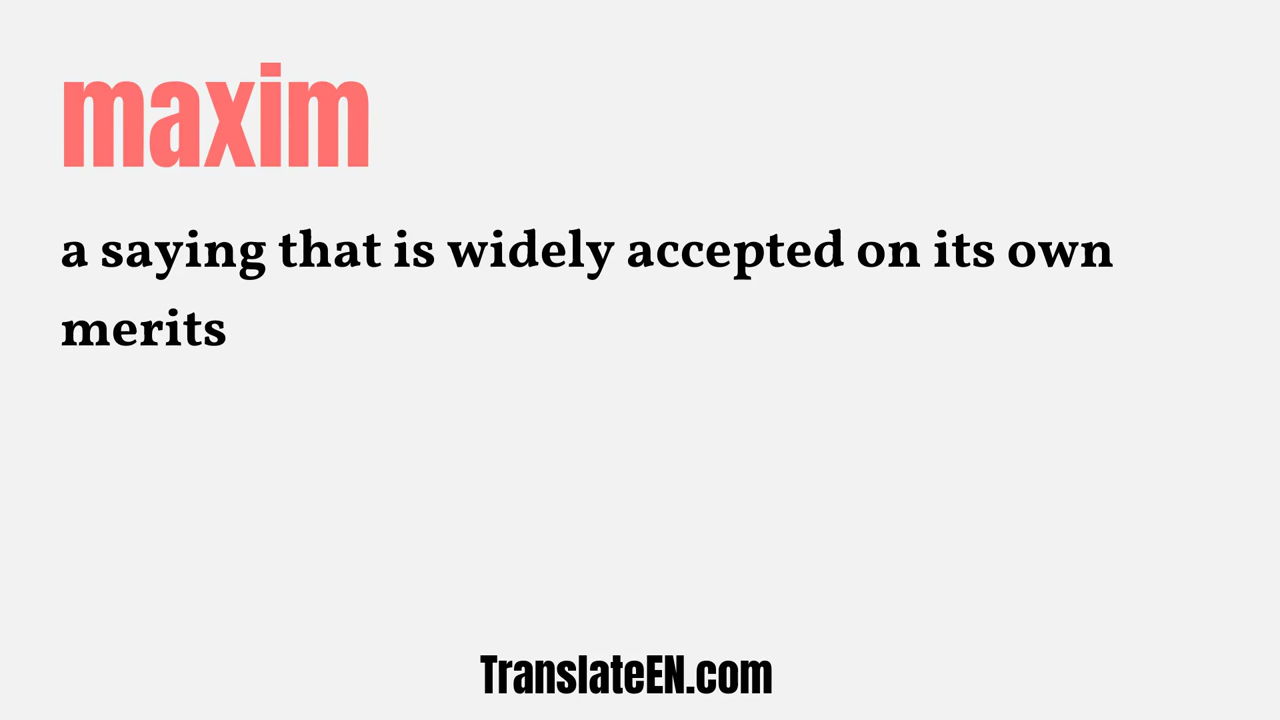 maxim
a saying that is widely accepted on its own
merits
TranslateEN.com